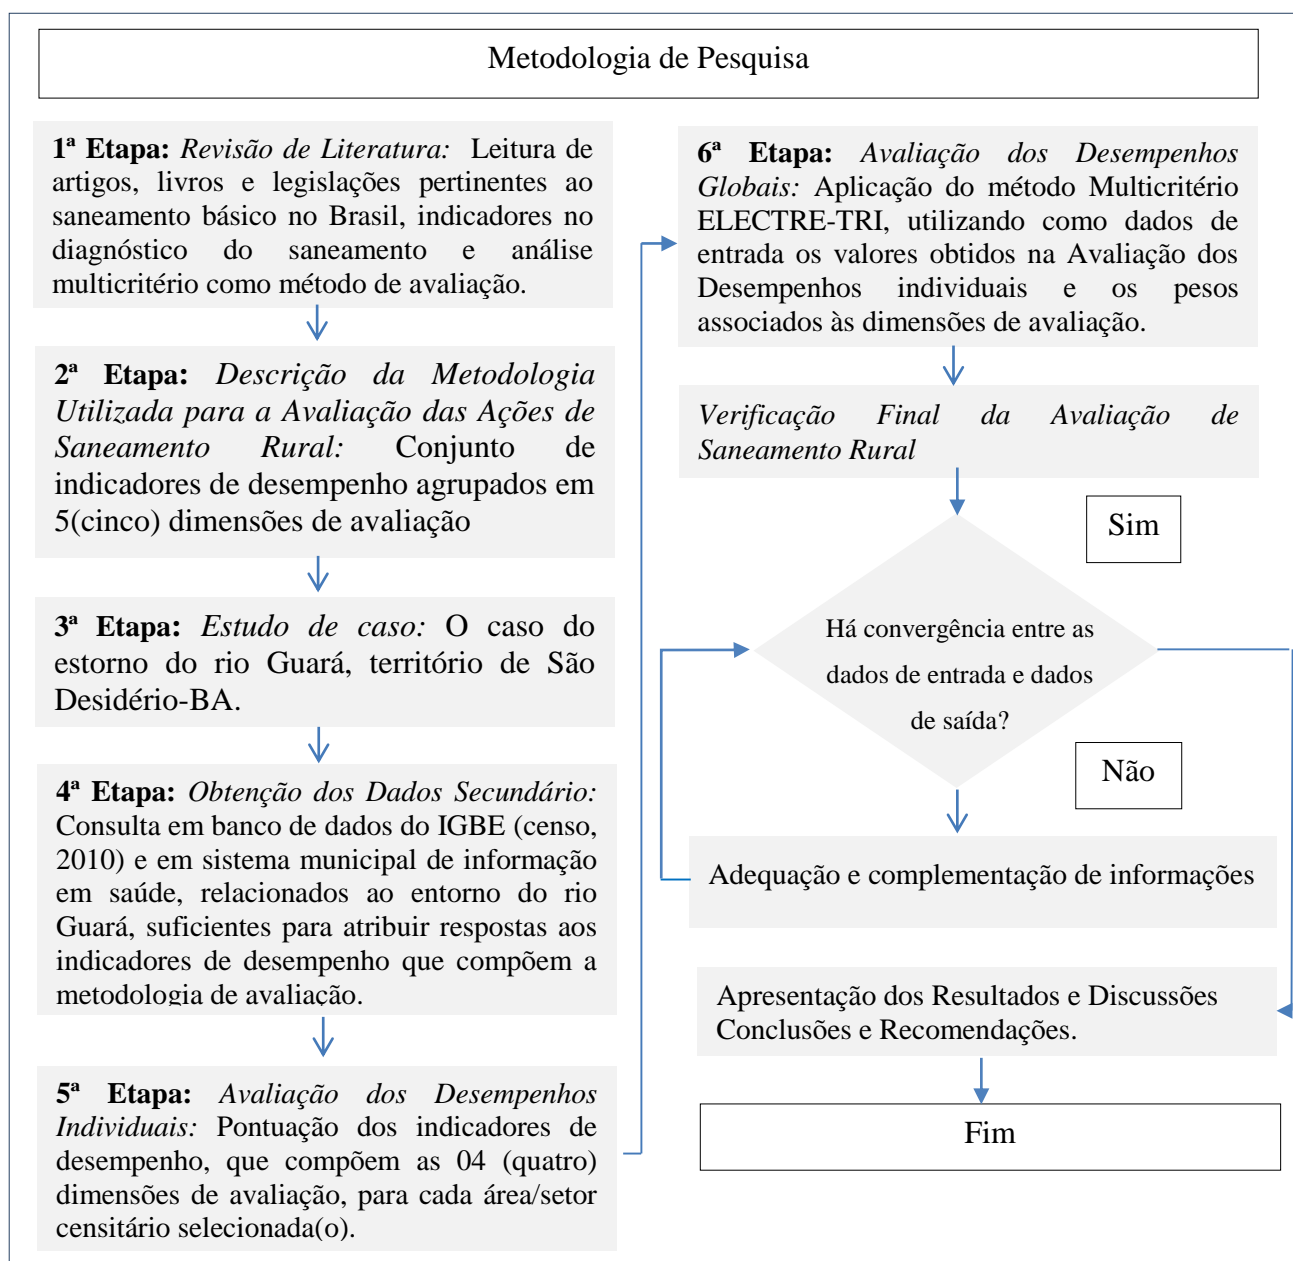 Metodologia de Pesquisa
1ª Etapa: Revisão de Literatura: Leitura de
artigos, livros e legislações pertinentes ao
saneamento básico no Brasil, indicadores no
diagnóstico do saneamento e análise
multicritério como método de avaliação.
2ª Etapa: Descrição da Metodologia
Utilizada para a Avaliação das Ações de
Saneamento Rural: Conjunto de
indicadores de desempenho agrupados em
5(cinco) dimensões de avaliação
3ª Etapa: Estudo de caso: O caso do
estorno do rio Guará, território de São
Desidério-BA.
4ª Etapa: Obtenção dos Dados Secundário:
Consulta em banco de dados do IGBE (censo,
2010) e em sistema municipal de informação
em saúde, relacionados ao entorno do rio
Guará, suficientes para atribuir respostas aos
indicadores de desempenho que compõem a
metodologia de avaliação.
5ª Etapa: Avaliação dos Desempenhos
Individuais: Pontuação dos indicadores de
desempenho, que compõem as 04 (quatro)
dimensões de avaliação, para cada área/setor
censitário selecionada(o).
6ª Etapa: Avaliação dos Desempenhos
Globais: Aplicação do método Multicritério
ELECTRE-TRI, utilizando como dados de
entrada os valores obtidos na Avaliação dos
Desempenhos individuais e os pesos
associados às dimensões de avaliação.
Verificação Final da Avaliação de
Saneamento Rural
Sim
Há convergência entre as
dados de entrada e dados
de saída?
Não
Adequação e complementação de informações
Apresentação dos Resultados e Discussões
Conclusões e Recomendações.
Fim